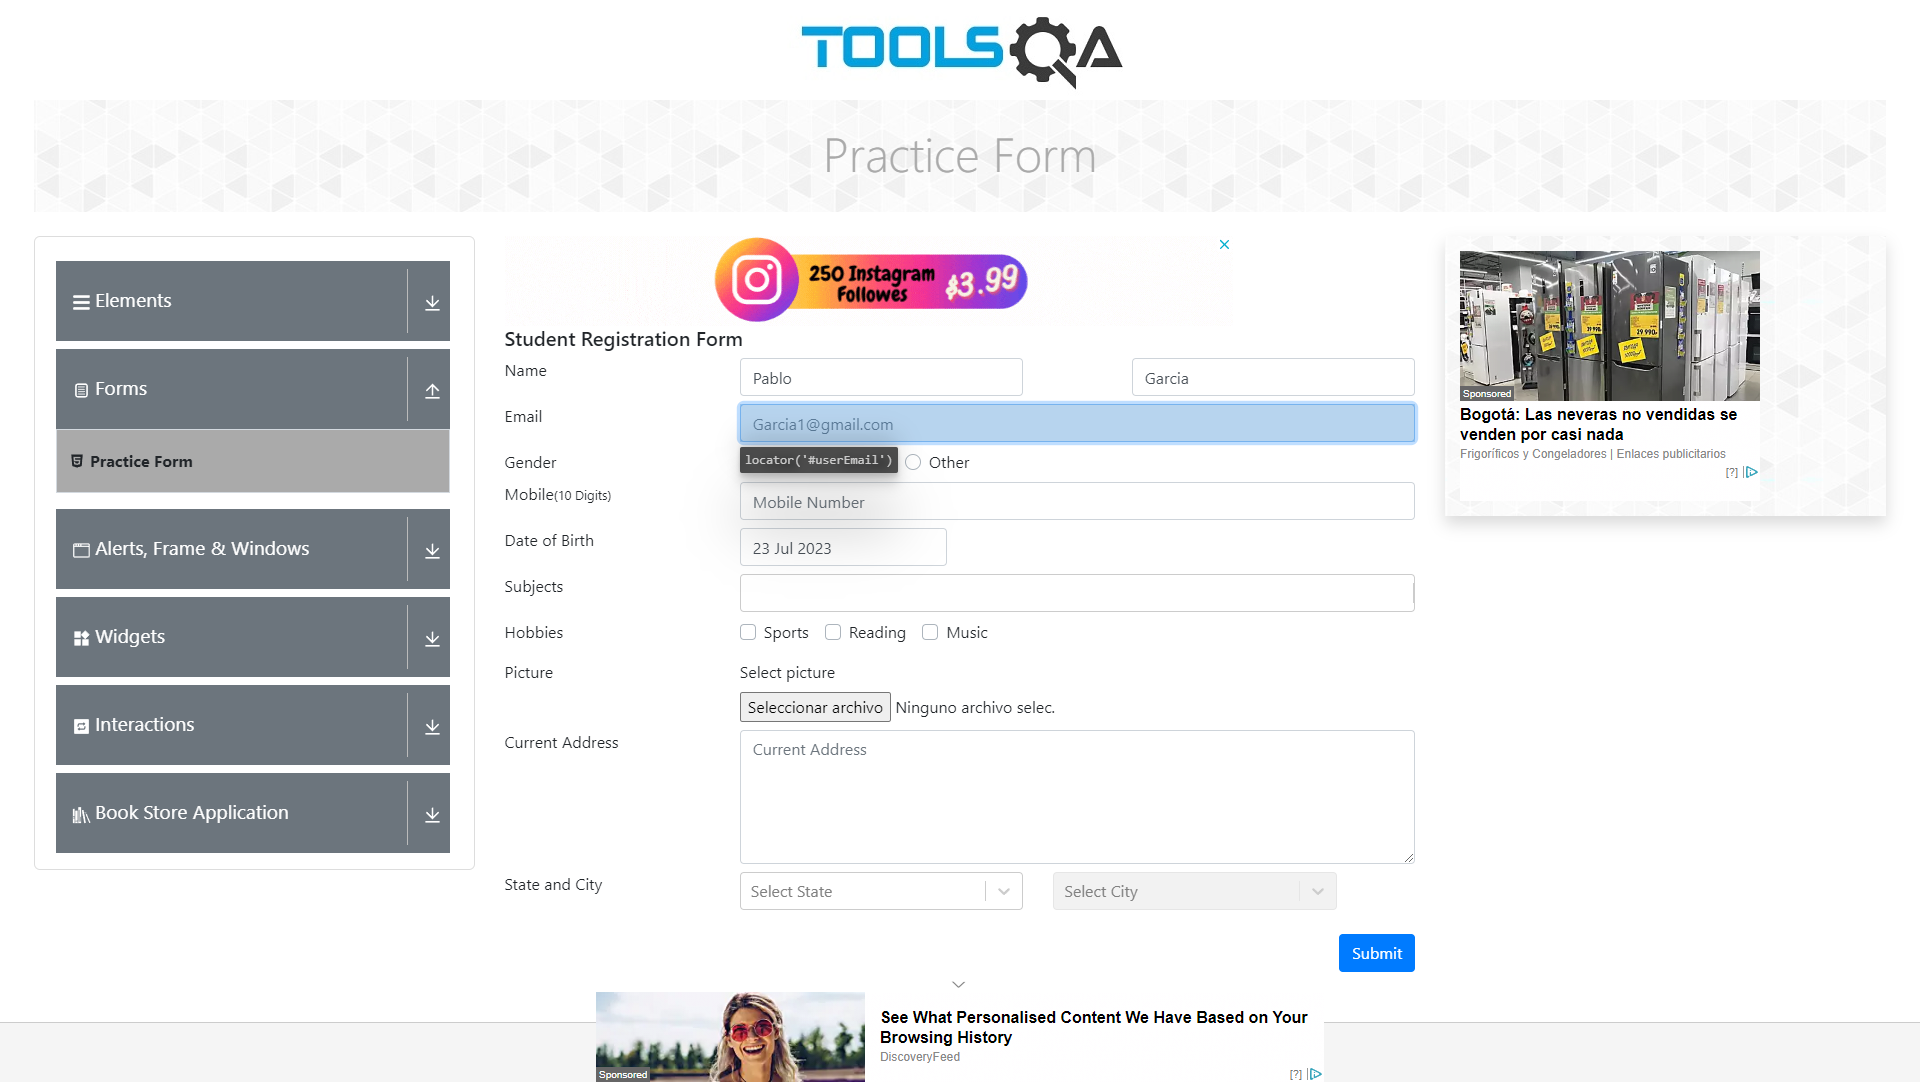 TOOLSQA
Practice Form
Elements
Forms
Practice Form
Alerts, Frame & Windows
Widgets
Interactions
Book Store Application
250 Instagram
Followes
$3.99
Student Registration Form
Name
Pablo
Garcia
Email
Garcia1@gmail.com
locator('#userEmail')
Gender
Other
Mobile(10 Digits)
Mobile Number
Date of Birth
23 Jul 2023
Subjects
Hobbies
Sports
Reading
Music
Picture
Select picture
Seleccionar archivo Ninguno archivo selec.
Current Address
Current Address
State and City
Select State
Select City
Submit
Sponsored
Bogotá: Las neveras no vendidas se
venden por casi nada
Frigoríficos y Congeladores | Enlaces publicitarios
[?]
See What Personalised Content We Have Based on Your
Browsing History
DiscoveryFeed
Sponsored
[?]